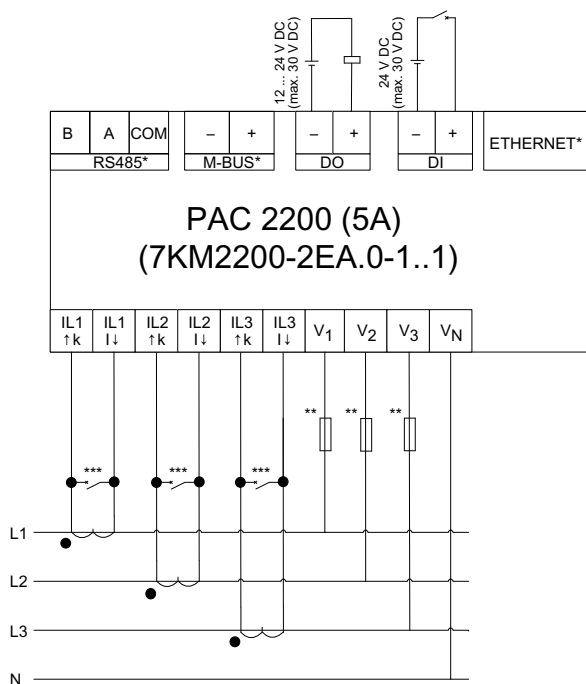 12 ... 24 V DC
(max. 30 V DC)
24 V DC
(max. 30 V DC)
B A COM
– +
– +
– +
ETHERNET*
RS485*
M-BUS*
DO
DI
PAC 2200 (5A)
(7KM2200-2EA.0-1..1)
IL1 IL1 IL2 IL2 IL3 IL3 V1 V2 V3 VN
↑k l↓ ↑k l↓ ↑k l↓
** ** **
*** *** ***
L1
L2
L3
N